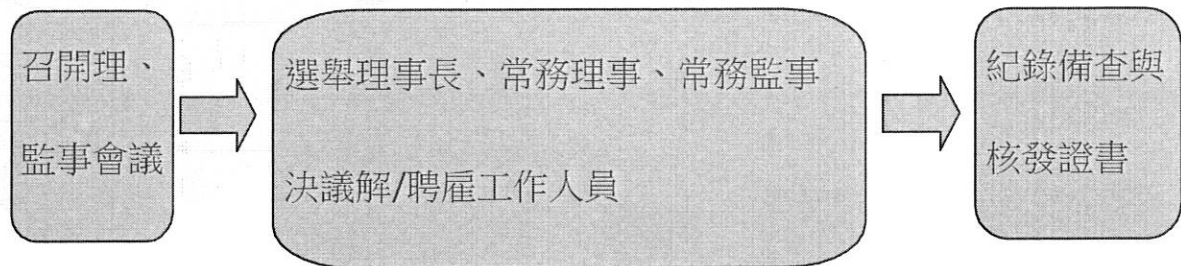 召開理、
監事會議
選舉理事長、常務理事、常務監事
決議解/聘雇工作人員
紀錄備查與
核發證書